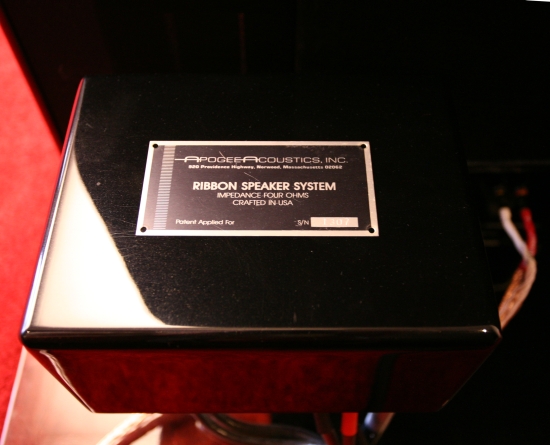 APOGEE ACOUSTICS, INC.
Providence Highway, Norwood, Massachusetts 02062
RIBBON SPEAKER SYSTEM
IMPEDANCE FOUR OHMS
CRAFTED IN USA
Patent Applied For S/N